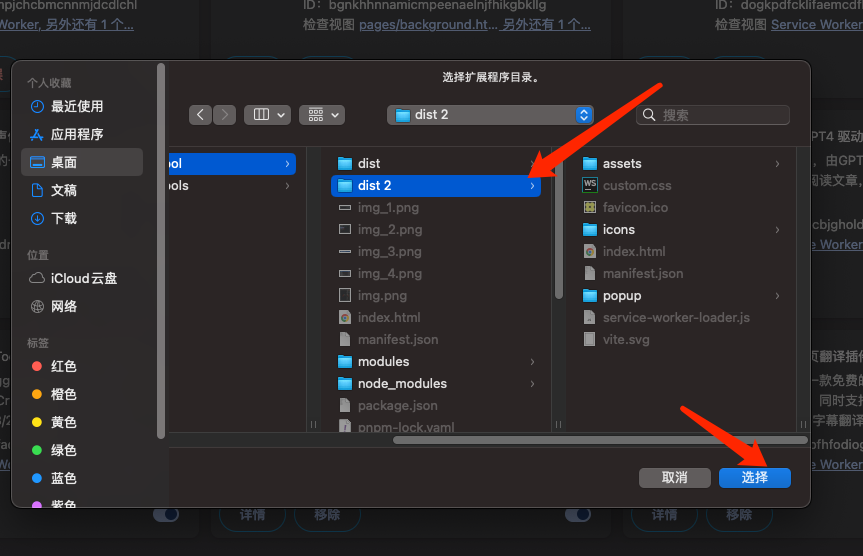 npjchcbmcnnmjdcdlchl
ID: bgnkhhnnamicmpeenaelnjfhikgbkllg
ID: dogkpdfcklifaemcdf
Worker, 另外还有 1 个...
检查视图 pages/background.ht... 另外还有 1 个...
检查视图 Service Worker
选择扩展程序目录。
个人收藏
最近使用
应用程序
桌面
文稿
下载
位置
iCloud云盘
网络
标签
红色
橙色
黄色
绿色
蓝色
紫色
dist 2
搜索
ool
ools
dist
dist 2
img_1.png
img_2.png
img_3.png
img_4.png
img.png
index.html
manifest.json
modules
node_modules
package.json
pnpm-lock.yaml
assets
WS
custom.css
favicon.ico
icons
index.html
manifest.json
popup
service-worker-loader.js
vite.svg
取消
选择
PT4 驱动
，由GPT
阅读文章，
cbjghold
e Worker
页翻译插件
一款免费的
同时支持
字幕翻译
ofhfodiog
e Worker
详情
移除
详情
移除